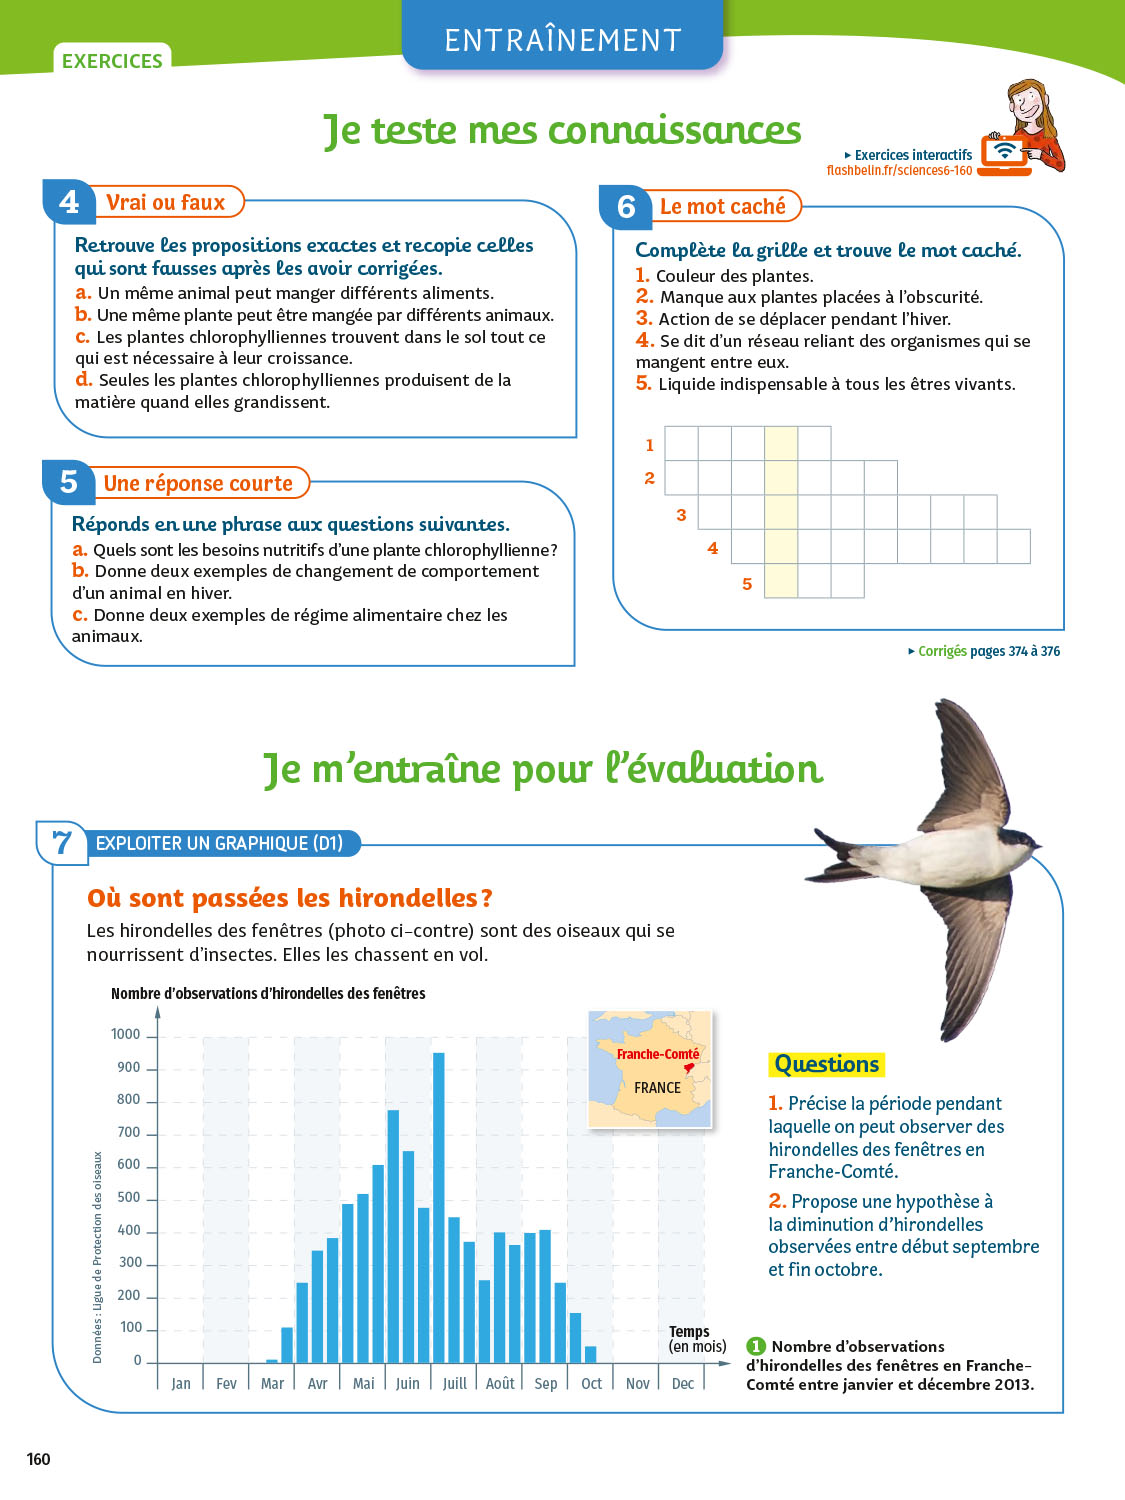 ENTRAÎNEMENT
EXERCICES
Je teste mes connaissances
▸ Exercices interactifs
flashbelin.fr/sciences6-160
4 Vrai ou faux
Retrouve les propositions exactes et recopie celles
qui sont fausses après les avoir corrigées.
a. Un même animal peut manger différents aliments.
b. Une même plante peut être mangée par différents animaux.
c. Les plantes chlorophylliennes trouvent dans le sol tout ce
qui est nécessaire à leur croissance.
d. Seules les plantes chlorophylliennes produisent de la
matière quand elles grandissent.
5 Une réponse courte
Réponds en une phrase aux questions suivantes.
a. Quels sont les besoins nutritifs d'une plante chlorophyllienne?
b. Donne deux exemples de changement de comportement
d'un animal en hiver.
c. Donne deux exemples de régime alimentaire chez les
animaux.
6 Le mot caché
Complète la grille et trouve le mot caché.
1. Couleur des plantes.
2. Manque aux plantes placées à l'obscurité.
3. Action de se déplacer pendant l'hiver.
4. Se dit d'un réseau reliant des organismes qui se
mangent entre eux.
5. Liquide indispensable à tous les êtres vivants.
1
2
3
4
5
▸ Corrigés pages 374 à 376
Je m'entraîne pour l'évaluation
7 EXPLOITER UN GRAPHIQUE (D1)
Où sont passées les hirondelles?
Les hirondelles des fenêtres (photo ci-contre) sont des oiseaux qui se
nourrissent d'insectes. Elles les chassent en vol.
Nombre d'observations d'hirondelles des fenêtres
1000
900
800
700
600
500
400
300
200
100
0
Données : Ligue de Protection des oiseaux
Franche-Comté
FRANCE
Temps
(en mois)
Jan Fev Mar Avr Mai Juin Juill Août Sep Oct Nov Dec
Questions
1. Précise la période pendant
laquelle on peut observer des
hirondelles des fenêtres en
Franche-Comté.
2. Propose une hypothèse à
la diminution d'hirondelles
observées entre début septembre
et fin octobre.
1 Nombre d'observations
d'hirondelles des fenêtres en Franche-
Comté entre janvier et décembre 2013.
160